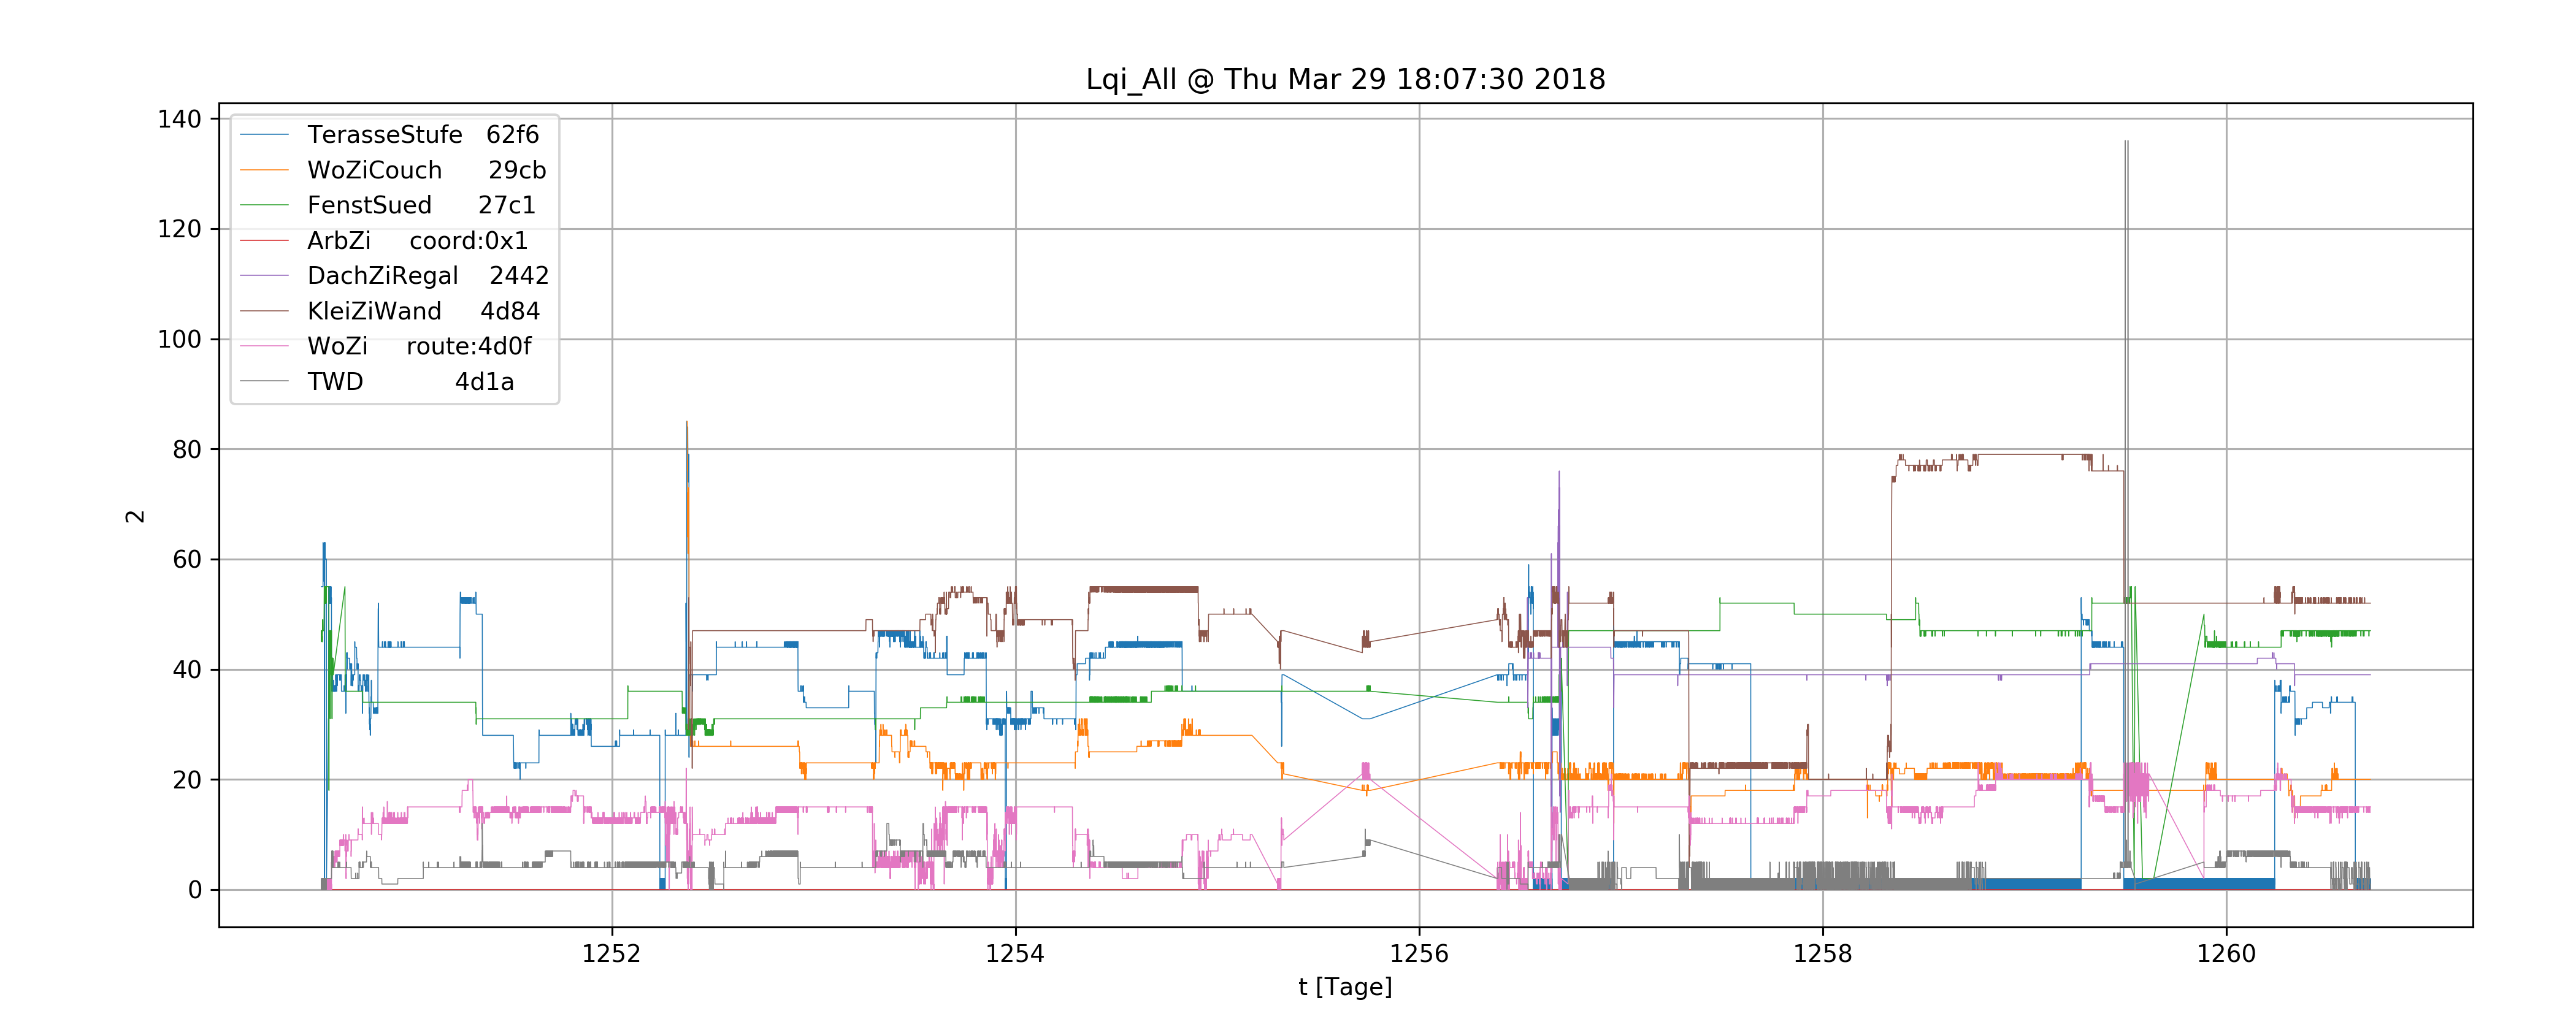 Lqi_All @ Thu Mar 29 18:07:30 2018
140
120
100
80
60
40
20
0
2
TerasseStufe 62f6
WoZiCouch 29cb
FenstSued 27c1
ArbZi coord:0x1
DachZiRegal 2442
KleiZiWand 4d84
WoZi route:4d0f
TWD 4d1a
1252 1254 1256 1258 1260
t [Tage]